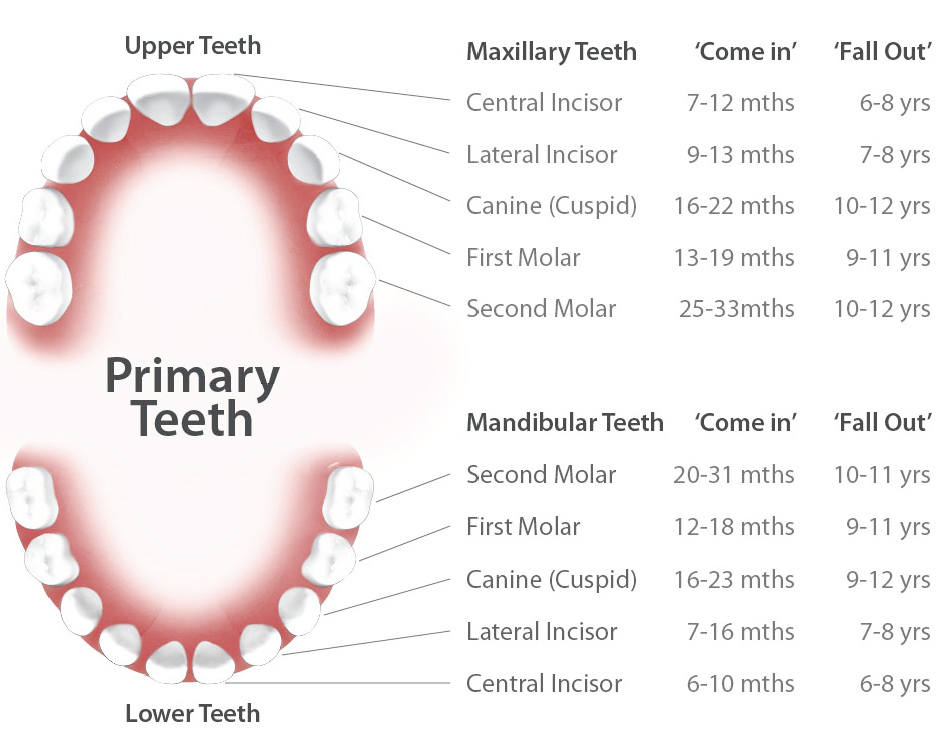 Upper Teeth
Maxillary Teeth ‘Come in’ ‘Fall Out’
Central Incisor 7-12 mths 6-8 yrs
Lateral Incisor 9-13 mths 7-8 yrs
Canine (Cuspid) 16-22 mths 10-12 yrs
First Molar 13-19 mths 9-11 yrs
Second Molar 25-33mths 10-12 yrs
Primary
Teeth
Mandibular Teeth ‘Come in’ ‘Fall Out’
Second Molar 20-31 mths 10-11 yrs
First Molar 12-18 mths 9-11 yrs
Canine (Cuspid) 16-23 mths 9-12 yrs
Lateral Incisor 7-16 mths 7-8 yrs
Central Incisor 6-10 mths 6-8 yrs
Lower Teeth